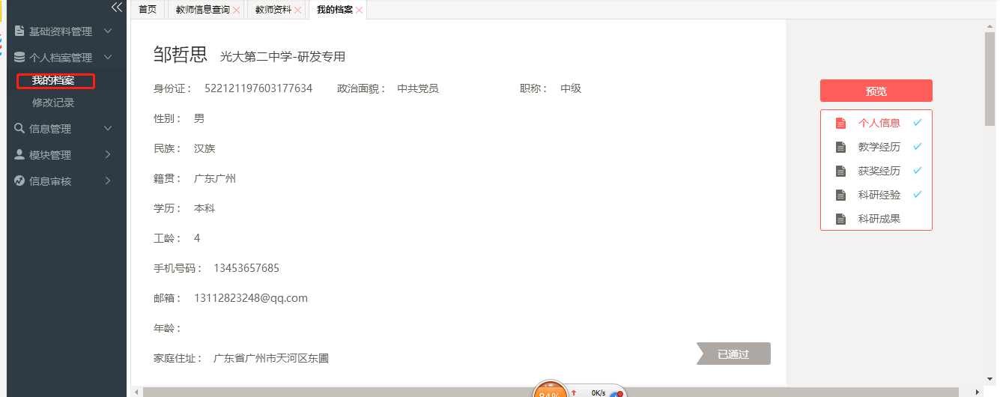 首页 教师信息查询 教师资料 我的档案
基础资料管理
个人档案管理
我的档案
修改记录
信息管理
模块管理
信息审核
邹哲思 光大第二中学-研发专用
身份证： 522121197603177634 政治面貌： 中共党员 职称： 中级
性别： 男
民族： 汉族
籍贯： 广东广州
学历： 本科
工龄： 4
手机号码： 13453657685
邮箱： 13112823248@qq.com
年龄：
家庭住址： 广东省广州市天河区东圃
已通过
预览
个人信息
教学经历
获奖经历
科研经验
科研成果
84% 0K/s